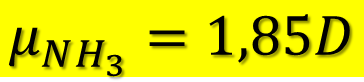 μ_{NH_3} = 1,85D